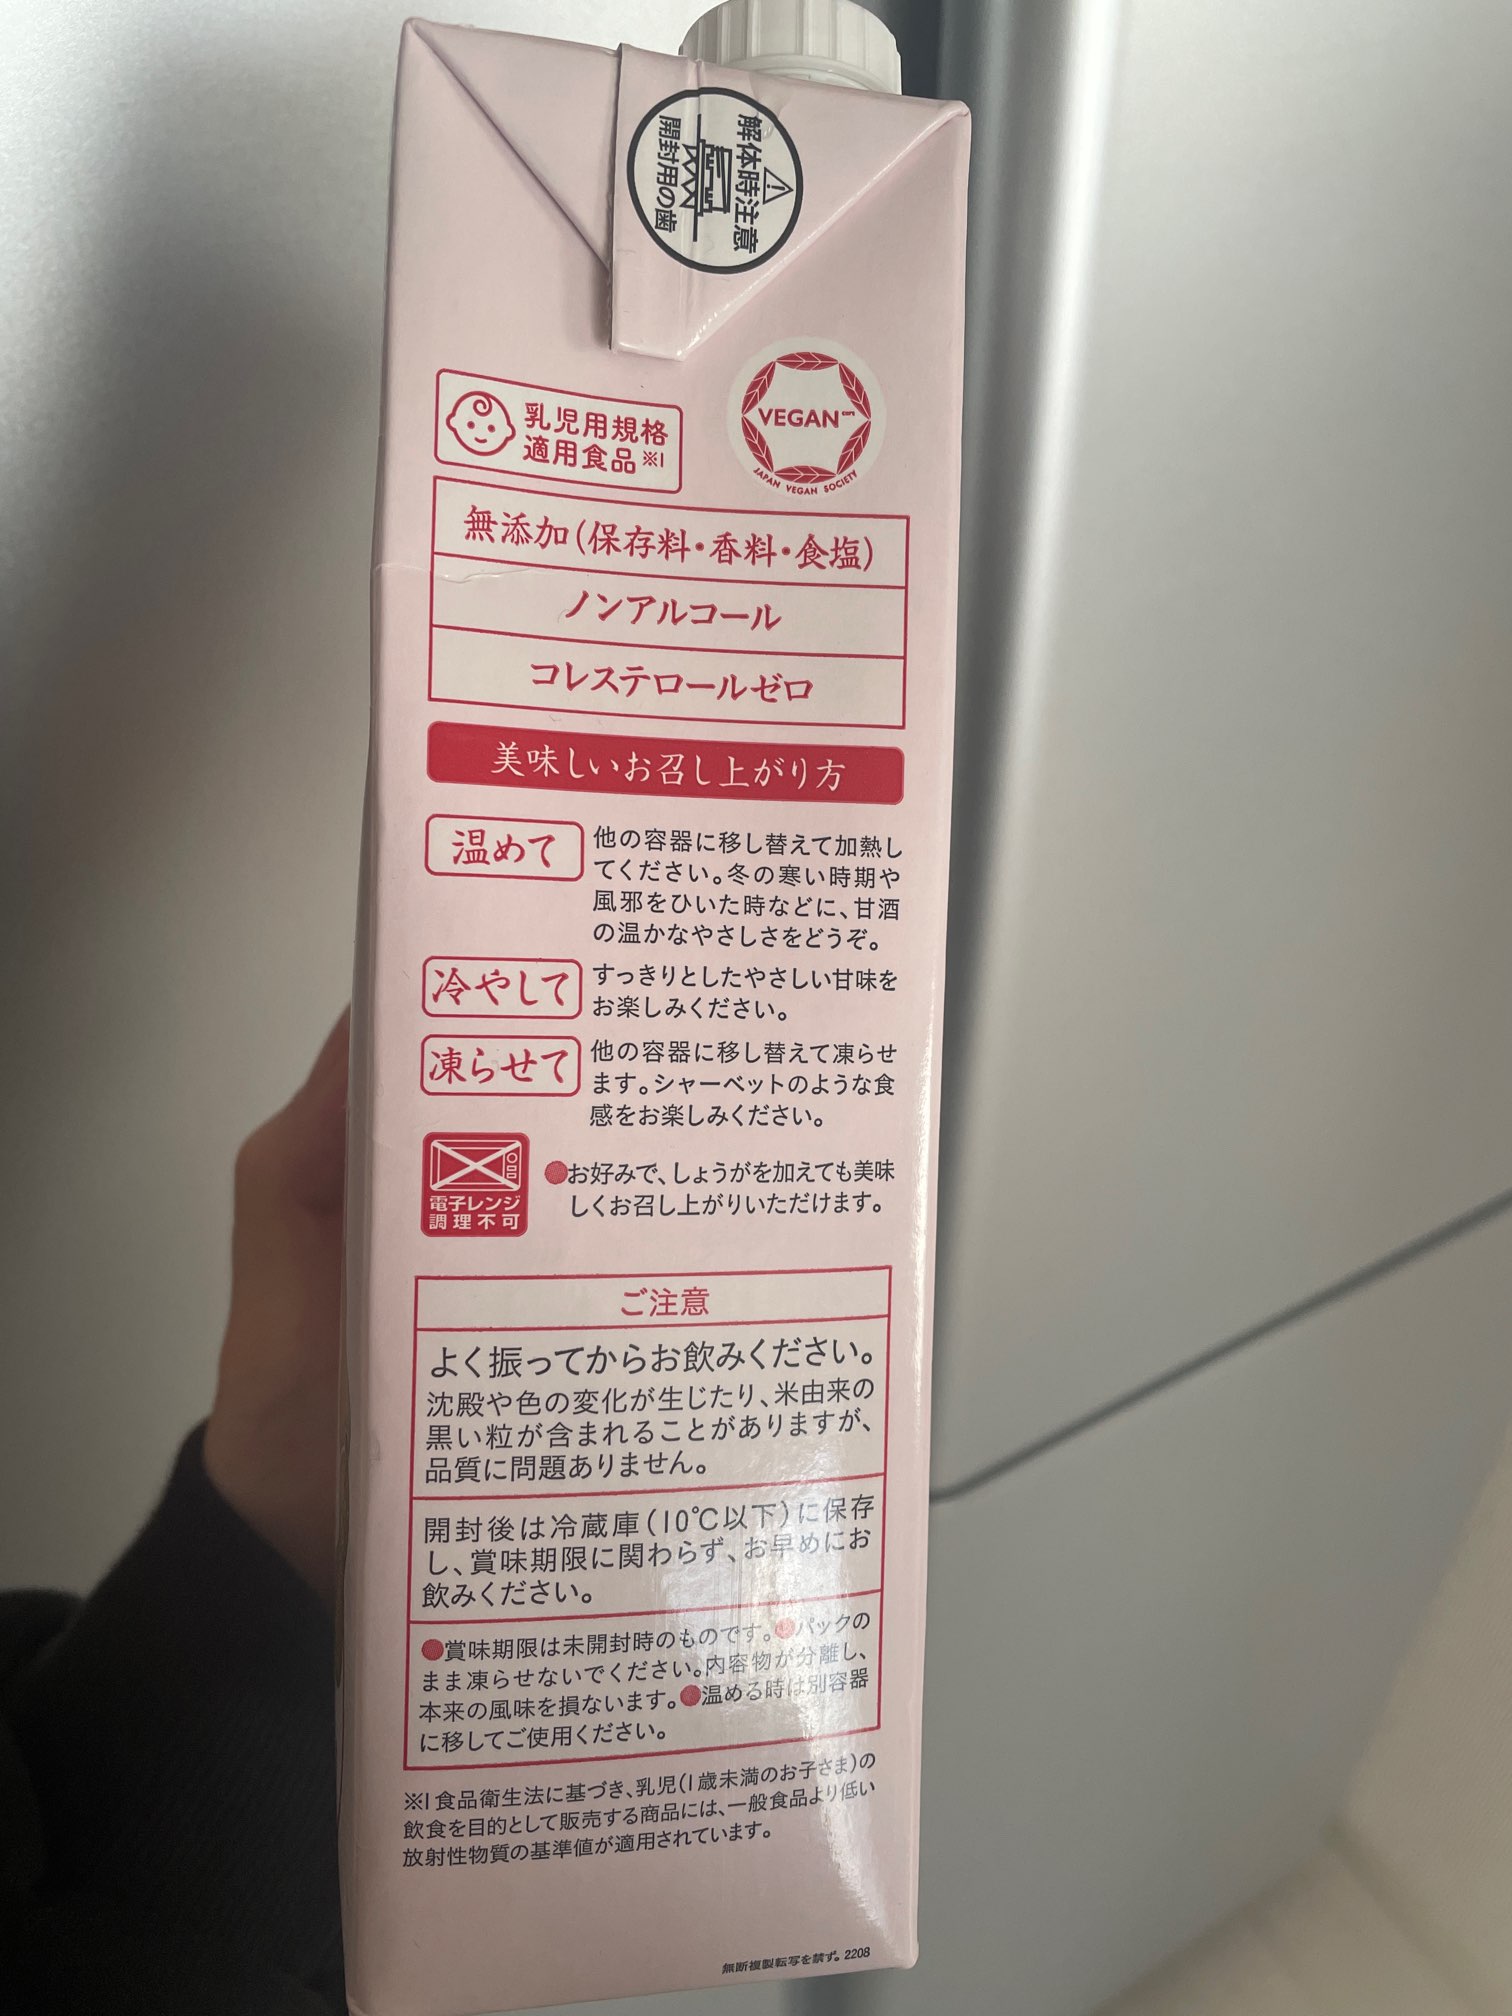 解体時注意
開封用の歯
乳児用規格
適用食品※1
VEGAN CERT.
JAPAN VEGAN SOCIETY
無添加(保存料・香料・食塩)
ノンアルコール
コレステロールゼロ
美味しいお召し上がり方
温めて
他の容器に移し替えて加熱し
てください。冬の寒い時期や
風邪をひいた時などに、甘酒
の温かなやさしさをどうぞ。
冷やして
すっきりとしたやさしい甘味を
お楽しみください。
凍らせて
他の容器に移し替えて凍らせ
ます。シャーベットのような食
感をお楽しみください。
電子レンジ
調理不可
●お好みで、しょうがを加えても美味
しくお召し上がりいただけます。
ご注意
よく振ってからお飲みください。
沈殿や色の変化が生じたり、米由来の
黒い粒が含まれることがありますが、
品質に問題ありません。
開封後は冷蔵庫(10℃以下)に保存
し、賞味期限に関わらず、お早めにお
飲みください。
●賞味期限は未開封時のものです。●パックの
まま凍らせないでください。内容物が分離し、
本来の風味を損ないます。●温める時は別容器
に移してご使用ください。
※1 食品衛生法に基づき、乳児(1歳未満のお子さま)の
飲食を目的として販売する商品には、一般食品より低い
放射性物質の基準値が適用されています。
無断複製転写を禁ず。2208